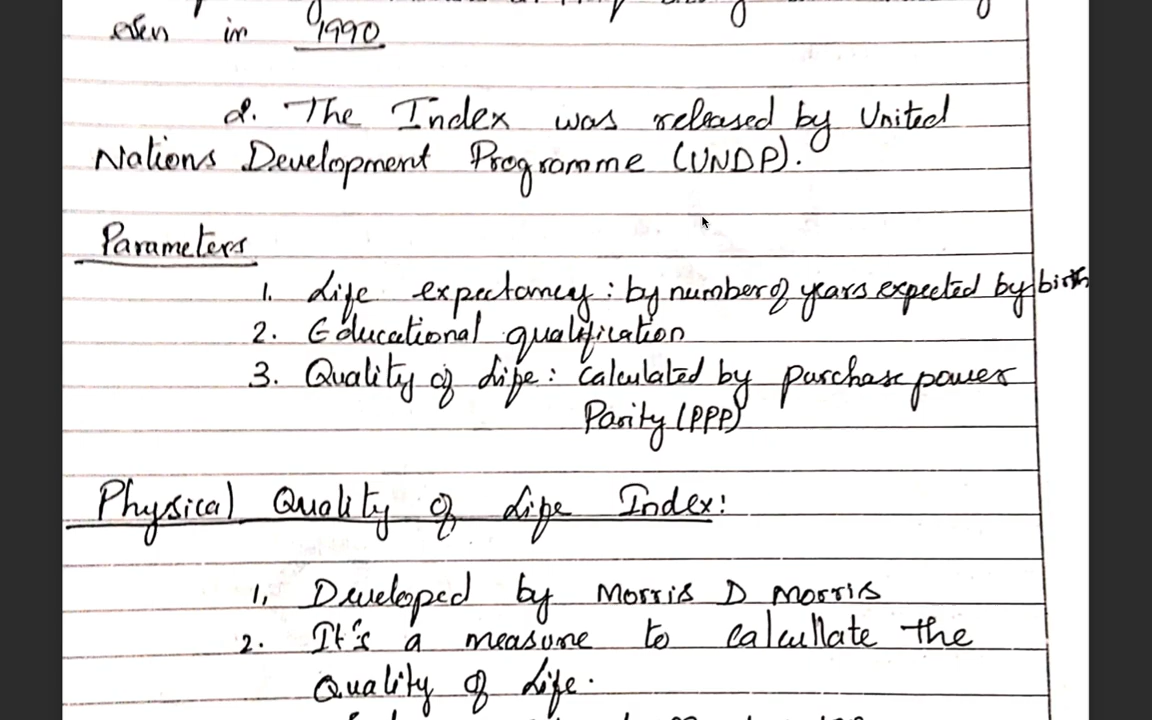 in 1990
2. The Index was released by United
Nations Development Programme (UNDP).
Parameters
1. Life expectancy : by number of years expected by birth
2. Educational qualification
3. Quality of Life : calculated by purchase power
Parity (PPP)
Physical Quality of Life Index:
1, Developed by Morris D Morris
2. It's a measure to calcullate the
Quality of Life.